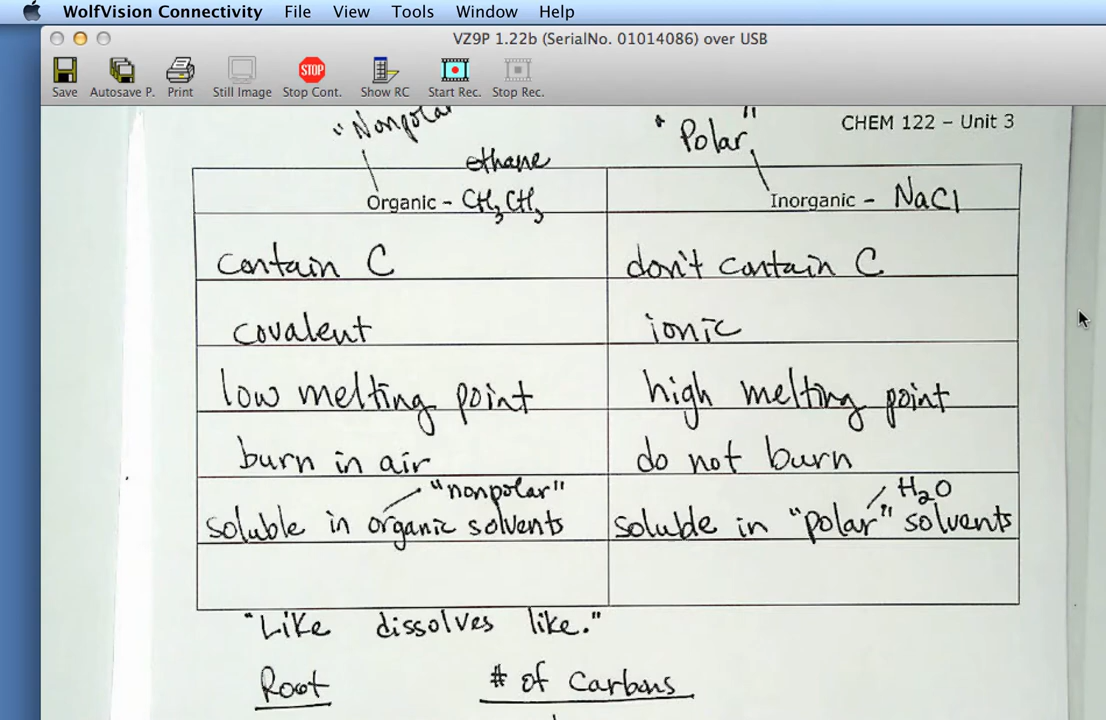 WolfVision Connectivity File View Tools Window Help
VZ9P 1.22b (SerialNo. 01014086) over USB
Save Autosave P. Print Still Image Stop Cont. Show RC Start Rec. Stop Rec.
STOP
"Nonpolar "Polar" CHEM 122 – Unit 3
ethane
Organic – CH3CH3 Inorganic – NaCl
contain C don't contain C
covalent ionic
low melting point high melting point
burn in air do not burn
"nonpolar" H2O
soluble in organic solvents soluble in "polar" solvents
"Like dissolves like."
Root # of Carbons